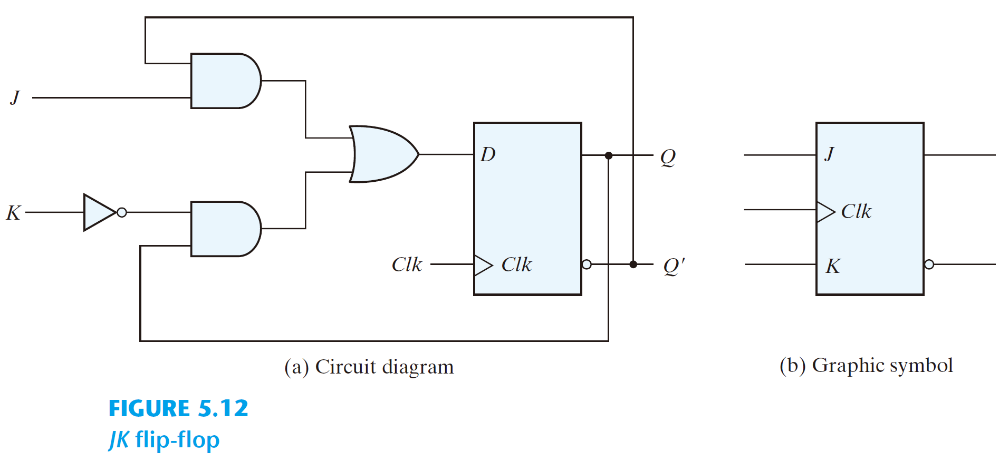 J
K
D
Clk
Clk
Q
Q'
J
Clk
K
(a) Circuit diagram
(b) Graphic symbol
FIGURE 5.12
JK flip-flop